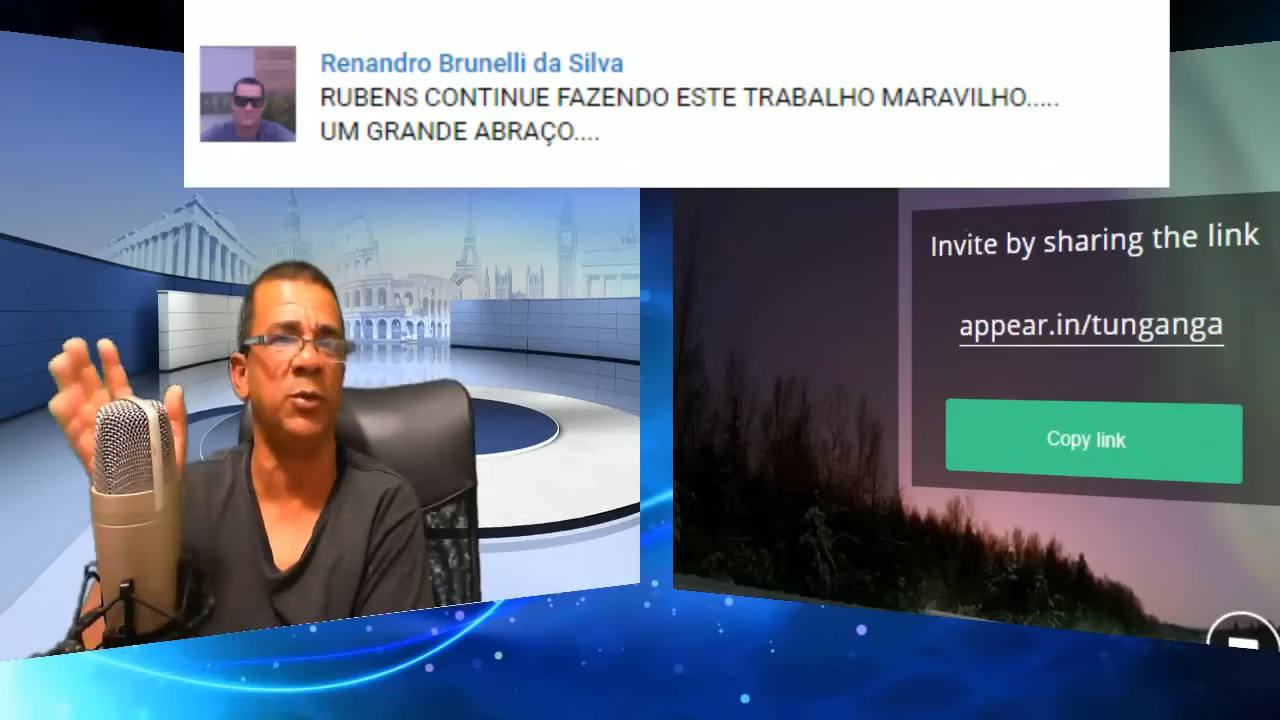 Renandro Brunelli da Silva
RUBENS CONTINUE FAZENDO ESTE TRABALHO MARAVILHO.....
UM GRANDE ABRAÇO....
Invite by sharing the link
appear.in/tunganga
Copy link